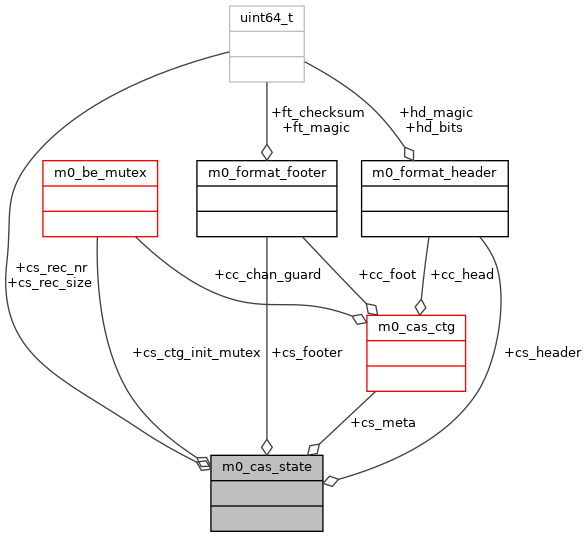 uint64_t
+ft_checksum
+ft_magic
+hd_magic
+hd_bits
m0_be_mutex
m0_format_footer
m0_format_header
+cs_rec_nr
+cs_rec_size
+cc_chan_guard
+cc_foot
+cc_head
m0_cas_ctg
+cs_ctg_init_mutex
+cs_footer
+cs_header
+cs_meta
m0_cas_state